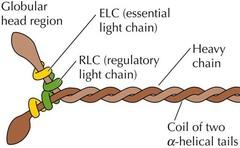 Globular
head region
ELC (essential
light chain)
RLC (regulatory
light chain)
Heavy
chain
Coil of two
α-helical tails